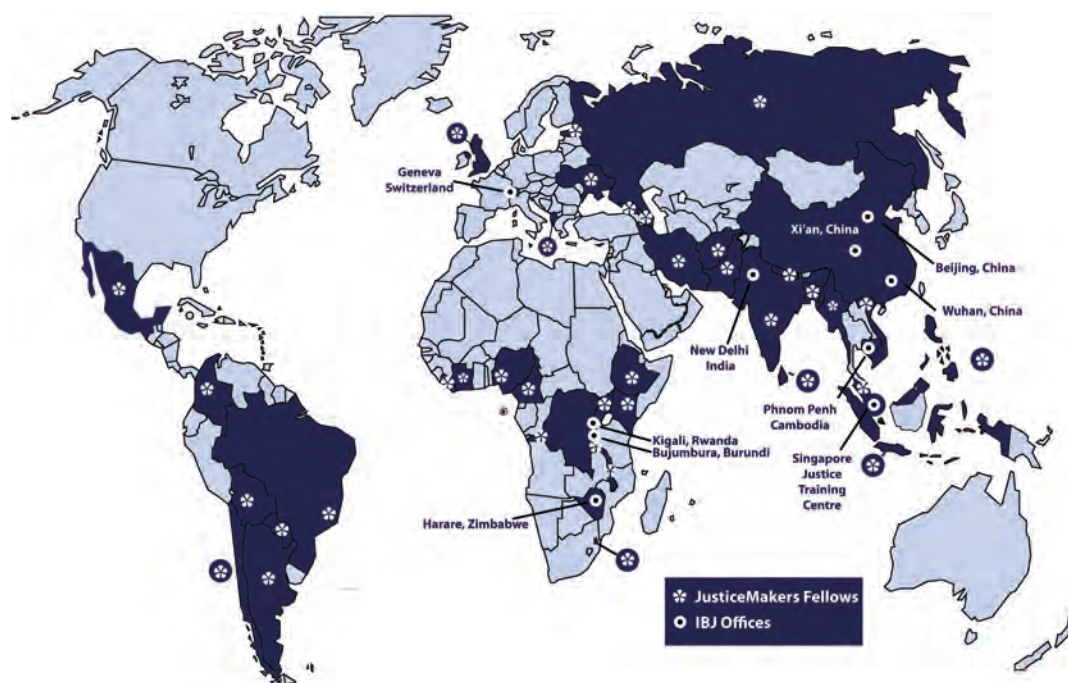 Geneva
Switzerland
Xi'an, China
Beijing, China
Wuhan, China
New Delhi
India
Phnom Penh
Cambodia
Kigali, Rwanda
Bujumbura, Burundi
Singapore
Justice
Training
Centre
Harare, Zimbabwe
JusticeMakers Fellows
IBJ Offices